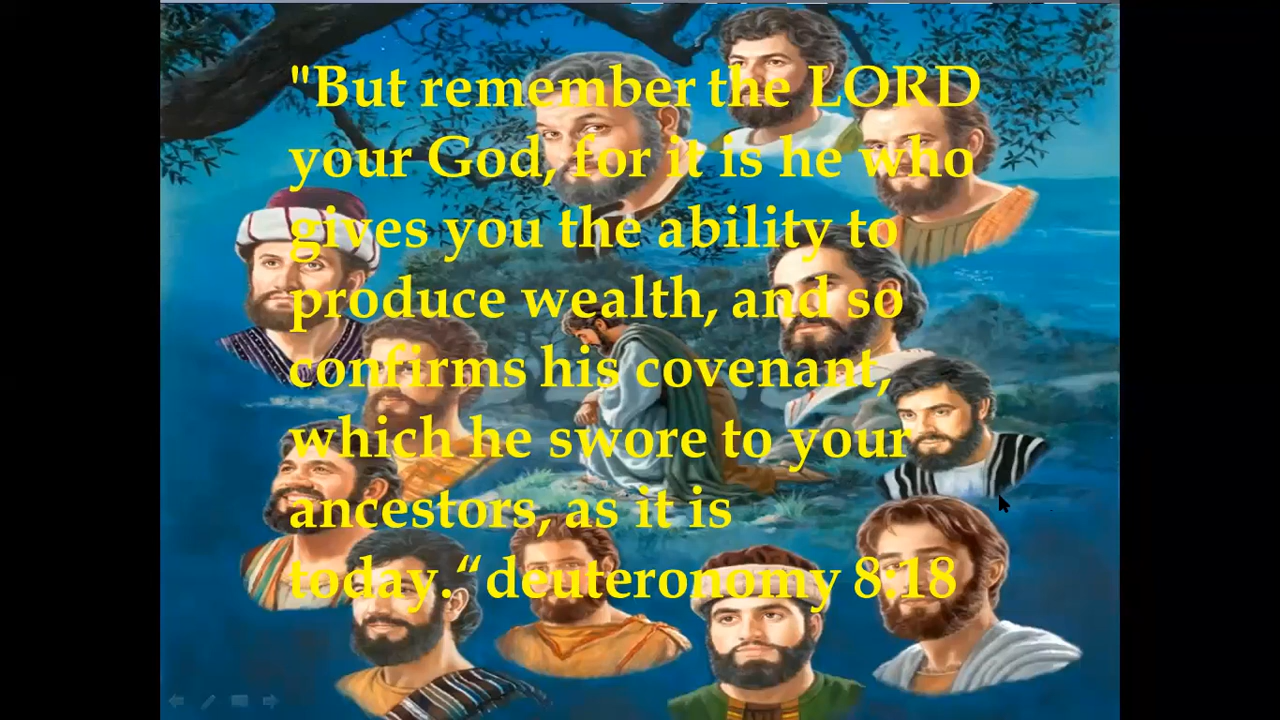 "But remember the LORD
your God, for it is he who
gives you the ability to
produce wealth, and so
confirms his covenant,
which he swore to your
ancestors, as it is
today.“deuteronomy 8:18